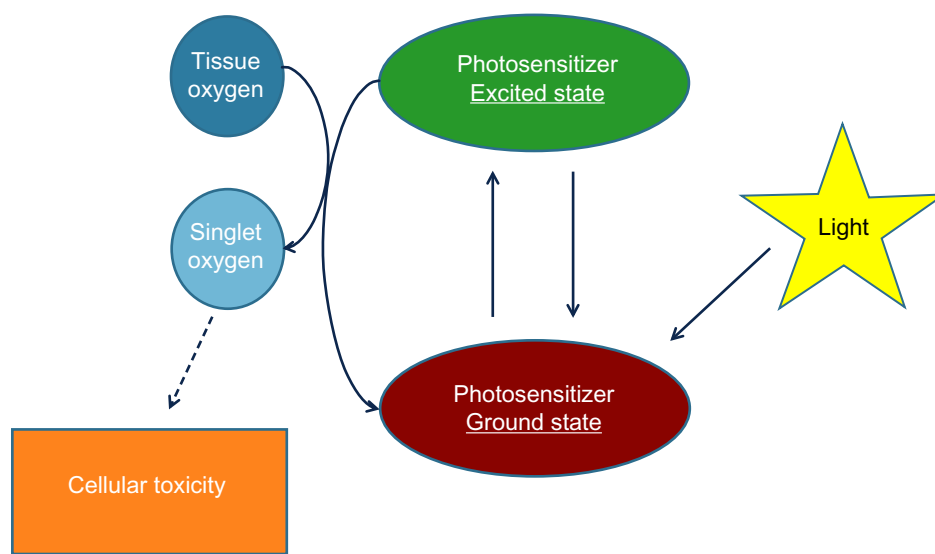 Tissue
oxygen
Photosensitizer
Excited state
Singlet
oxygen
Light
Photosensitizer
Ground state
Cellular toxicity